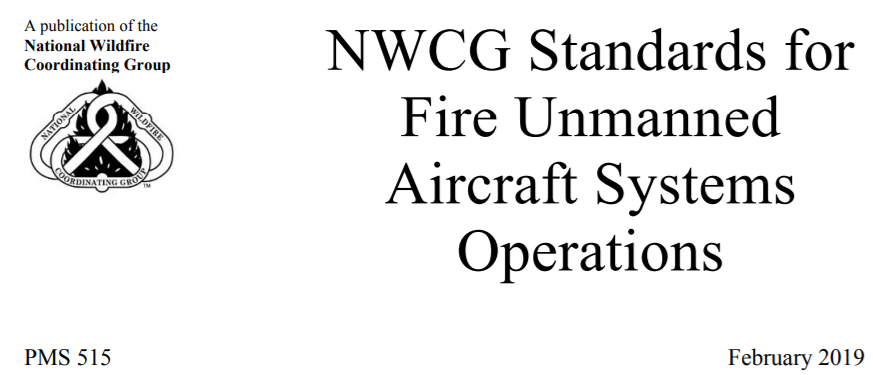 A publication of the
National Wildfire
Coordinating Group
NATIONAL WILDFIRE
COORDINATING GROUP
TM
NWCG Standards for
Fire Unmanned
Aircraft Systems
Operations
PMS 515
February 2019